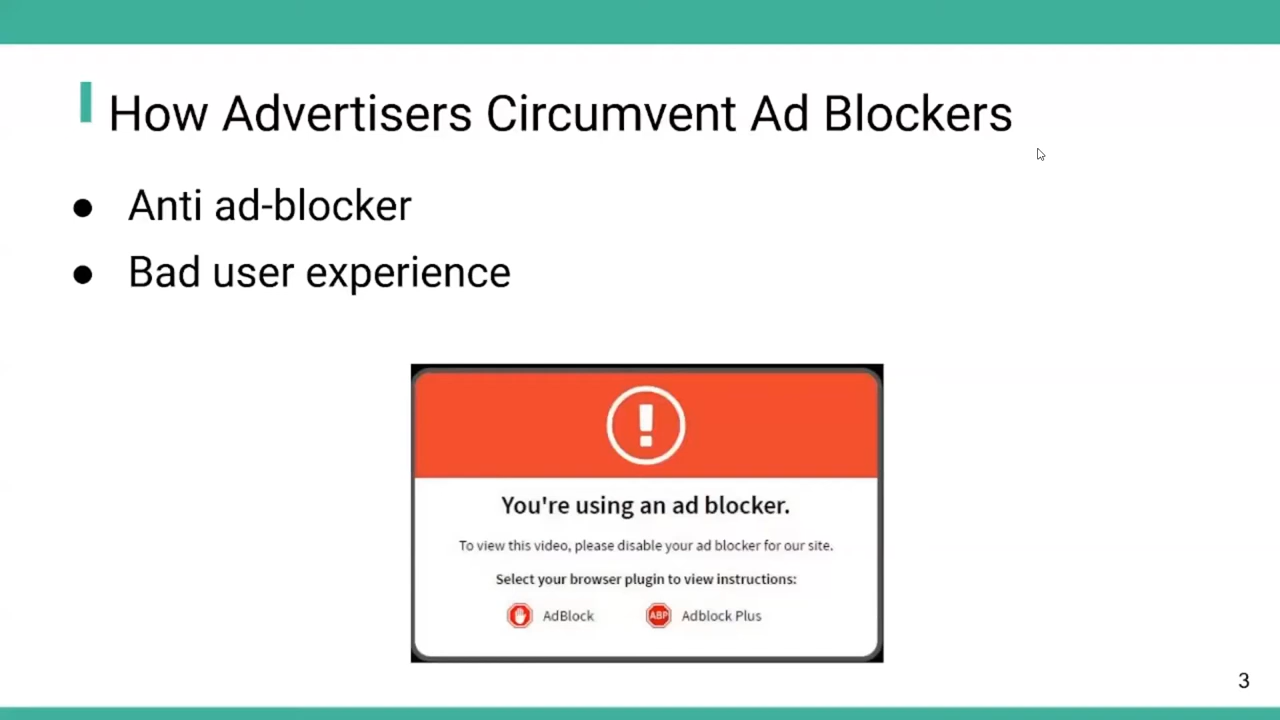 How Advertisers Circumvent Ad Blockers
● Anti ad-blocker
● Bad user experience
You're using an ad blocker.
To view this video, please disable your ad blocker for our site.
Select your browser plugin to view instructions:
AdBlock ABP Adblock Plus
3